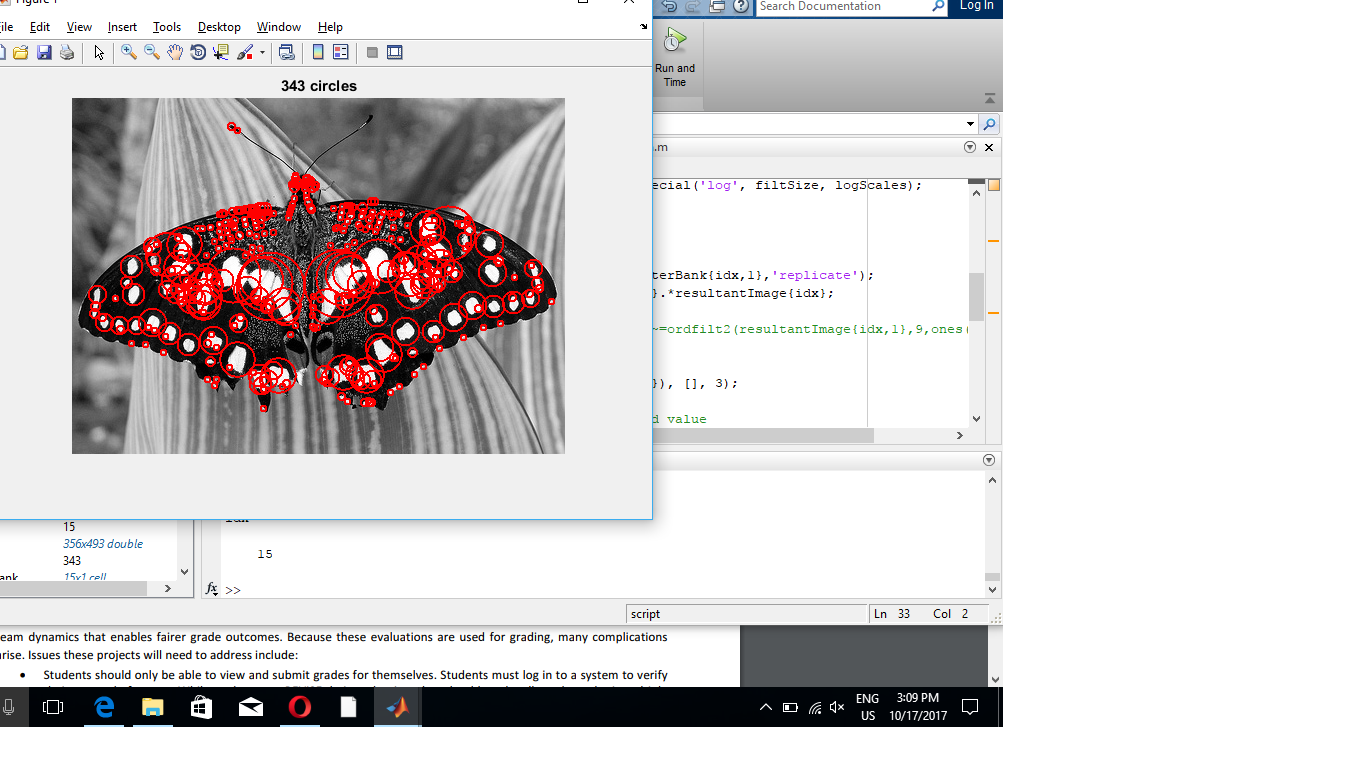 Figure 1
Search Documentation
Log In
ile Edit View Insert Tools Desktop Window Help
Run and
Time
343 circles
.m
ecial('log', filtSize, logScales);
terBank{idx,1},'replicate');
}.*resultantImage{idx};
~=ordfilt2(resultantImage{idx,1},9,ones(
}), [], 3);
d value
15
356x493 double
343
ank 15x1 cell
idx
15
fx >>
script
Ln 33 Col 2
eam dynamics that enables fairer grade outcomes. Because these evaluations are used for grading, many complications
arise. Issues these projects will need to address include:
• Students should only be able to view and submit grades for themselves. Students must log in to a system to verify
ENG
US
3:09 PM
10/17/2017